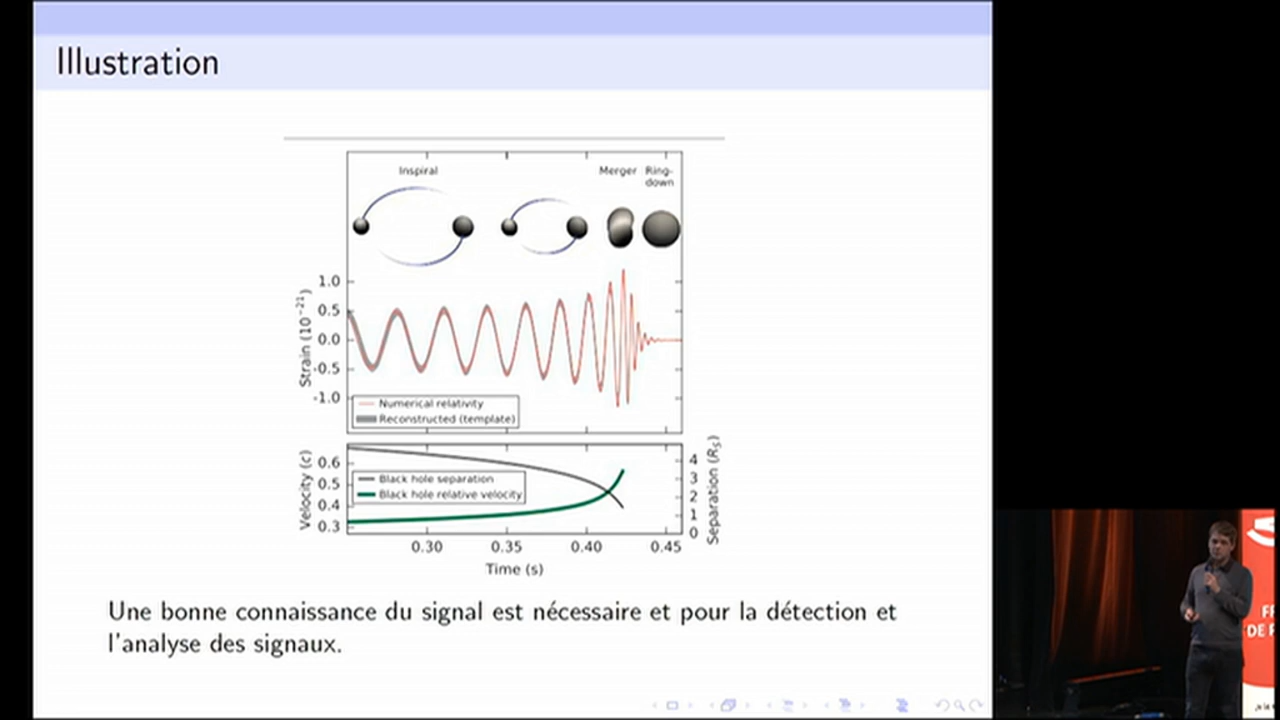 Illustration
Inspiral
Merger
Ring-
down
1.0
0.5
0.0
-0.5
-1.0
Strain (10⁻²¹)
Numerical relativity
Reconstructed (template)
0.6
0.5
0.4
0.3
Velocity (c)
Black hole separation
Black hole relative velocity
4
3
2
1
0
Separation (R_S)
0.30 0.35 0.40 0.45
Time (s)
Une bonne connaissance du signal est nécessaire et pour la détection et
l'analyse des signaux.